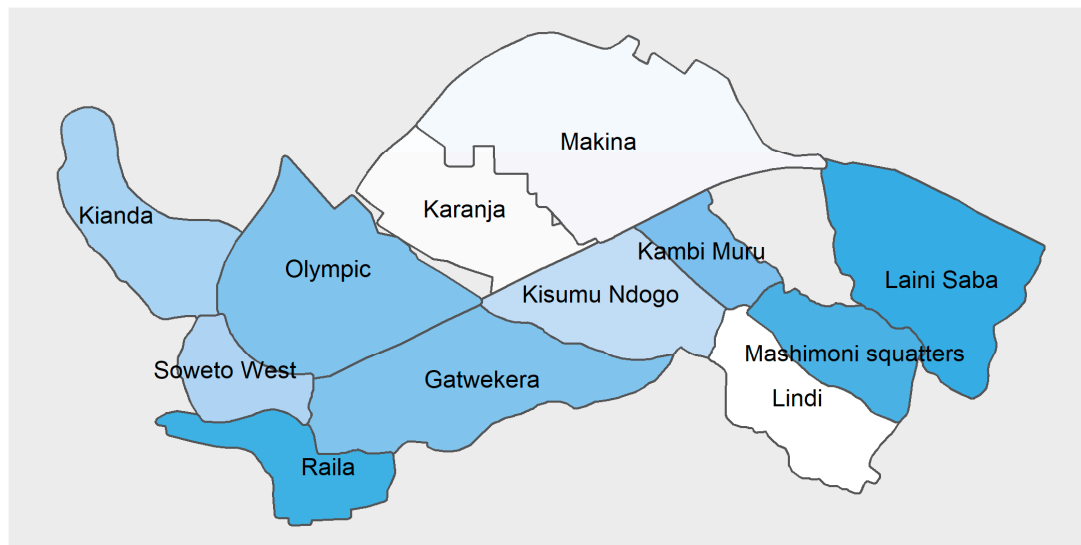 Makina
Karanja
Kianda
Kambi Muru
Olympic
Laini Saba
Kisumu Ndogo
Mashimoni squatters
Soweto West
Gatwekera
Lindi
Raila